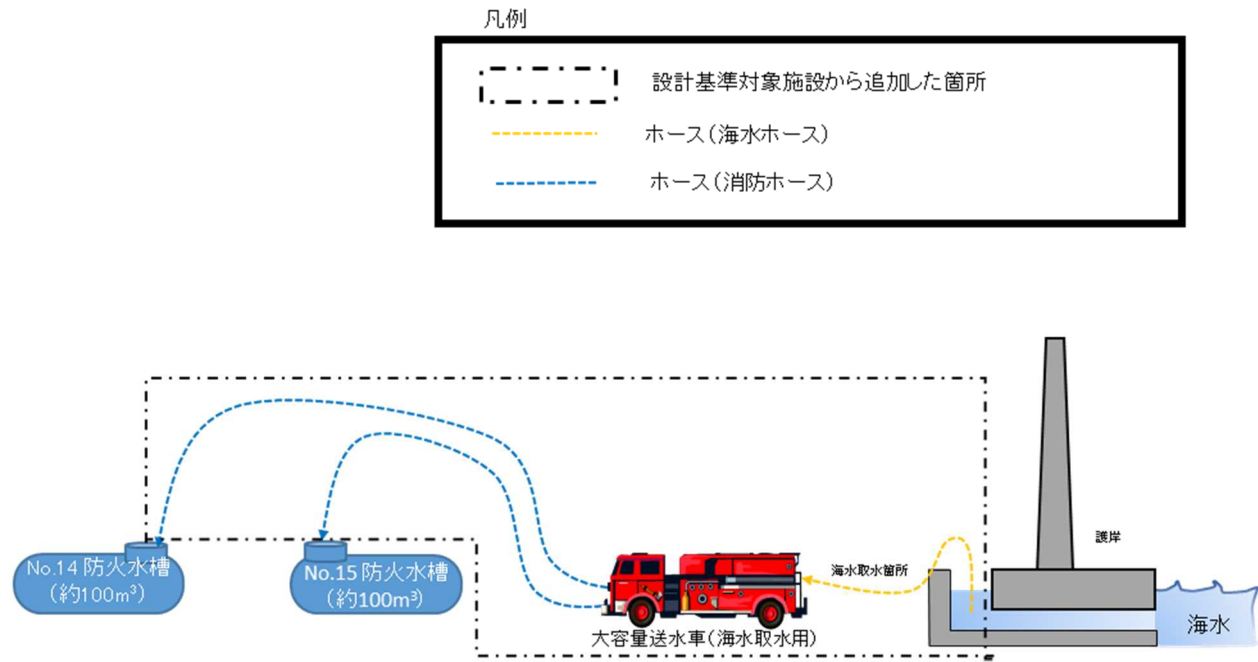 凡例
設計基準対象施設から追加した箇所
ホース(海水ホース)
ホース(消防ホース)
護岸
海水取水箇所
No.14 防火水槽
(約100m³)
No.15 防火水槽
(約100m³)
大容量送水車(海水取水用)
海水